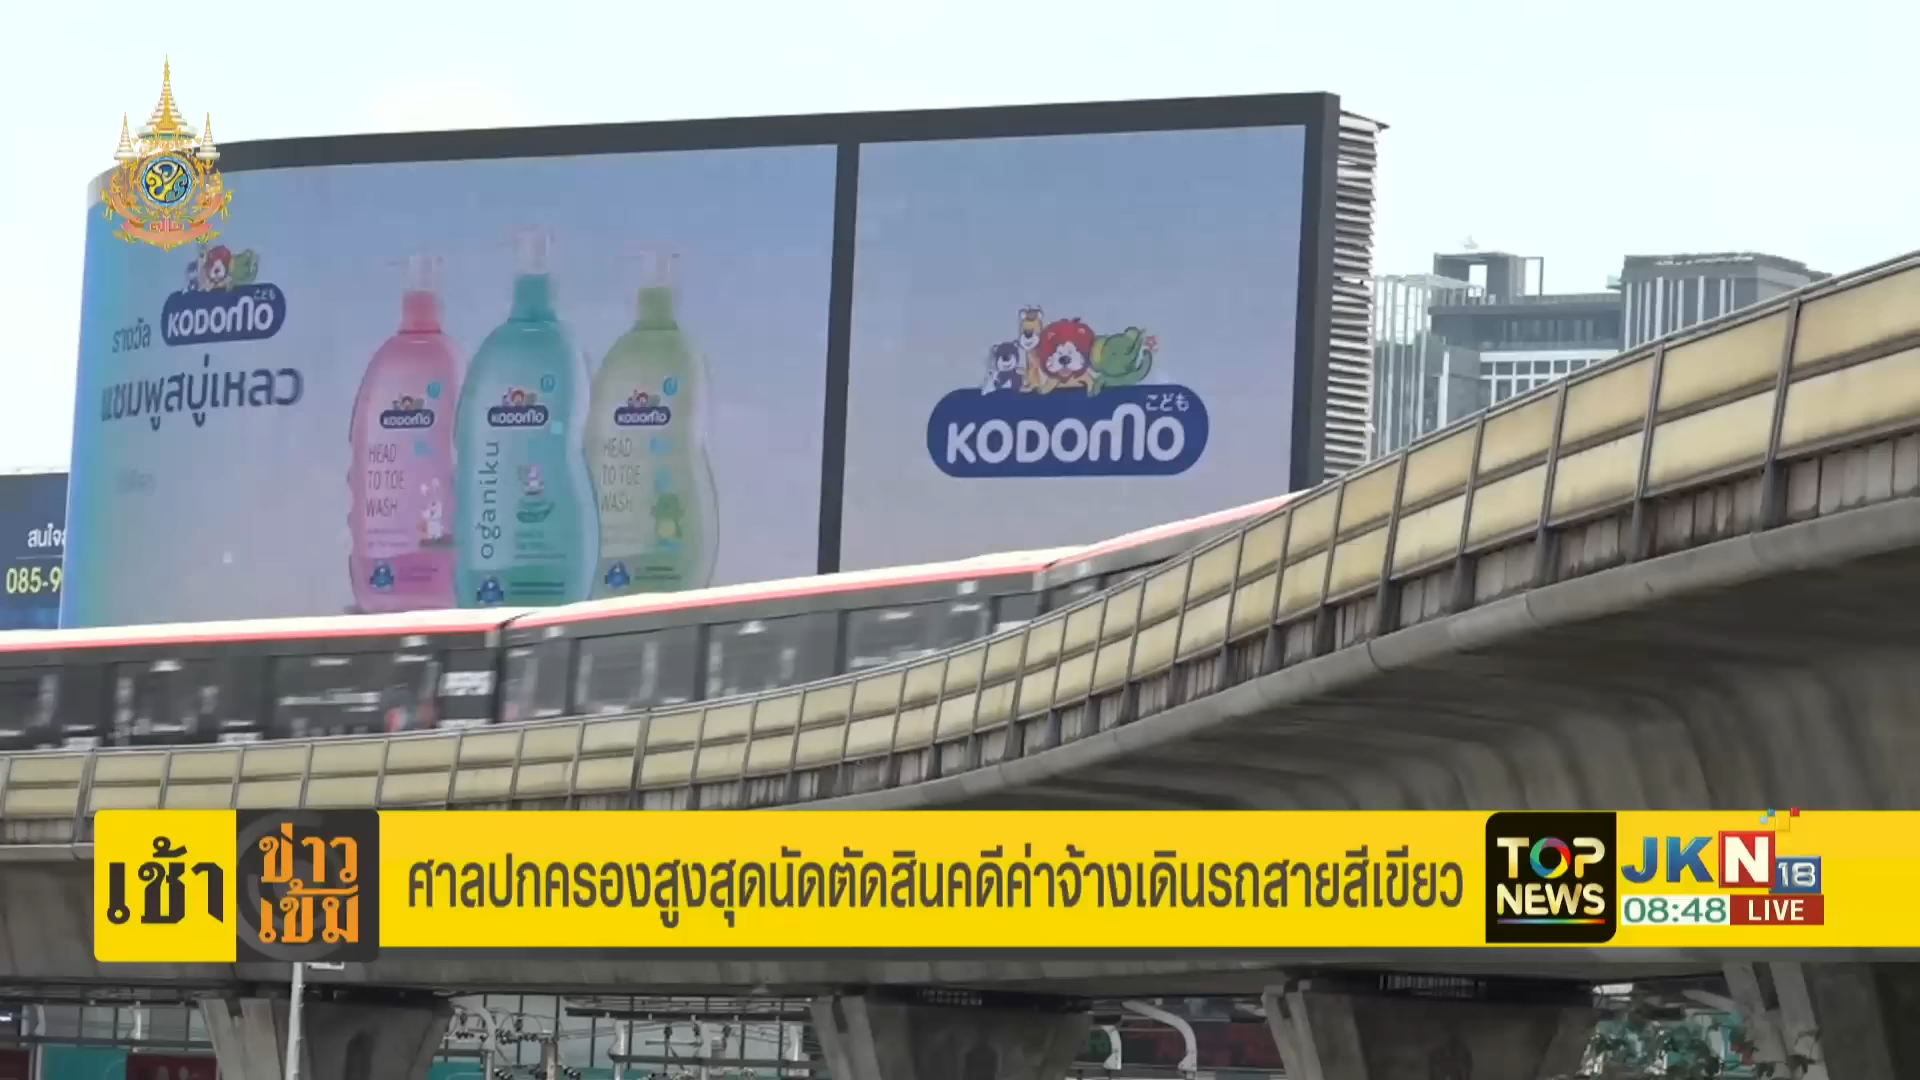 KODOMO
こども
รางวัล
แชมพูสบู่เหลว
KODOMO
HEAD
TO TOE
WASH
KODOMO
oganiku
KODOMO
HEAD
TO TOE
WASH
こども
KODOMO
สนใจ
085-9
เช้า
ข่าว
เข้ม
ศาลปกครองสูงสุดนัดตัดสินคดีค่าจ้างเดินรถสายสีเขียว
TOP
NEWS
JKN 18
08:48 LIVE